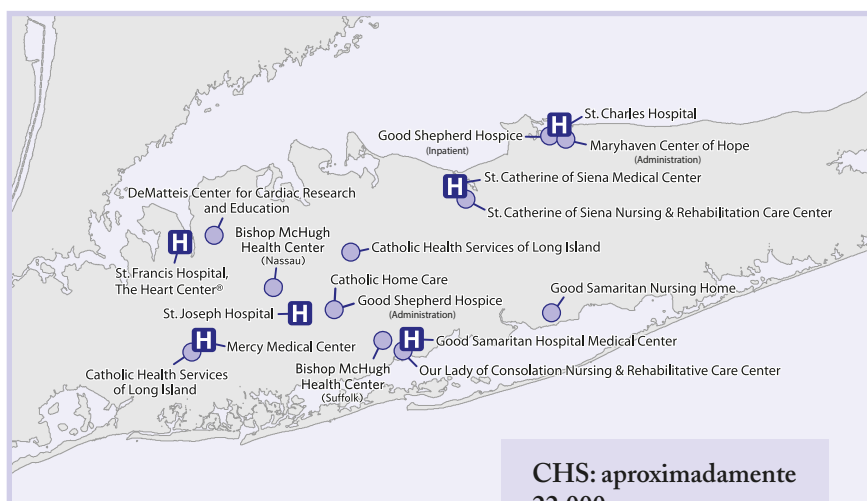 St. Charles Hospital
Good Shepherd Hospice
(Inpatient)
Maryhaven Center of Hope
(Administration)
St. Catherine of Siena Medical Center
DeMatteis Center for Cardiac Research
and Education
St. Catherine of Siena Nursing & Rehabilitation Care Center
Bishop McHugh
Health Center
(Nassau)
Catholic Health Services of Long Island
St. Francis Hospital,
The Heart Center®
Catholic Home Care
Good Shepherd Hospice
(Administration)
Good Samaritan Nursing Home
St. Joseph Hospital
Mercy Medical Center
Good Samaritan Hospital Medical Center
Catholic Health Services
of Long Island
Bishop McHugh
Health Center
(Suffolk)
Our Lady of Consolation Nursing & Rehabilitative Care Center
H
H
H
H
H
H
CHS: aproximadamente
22,000